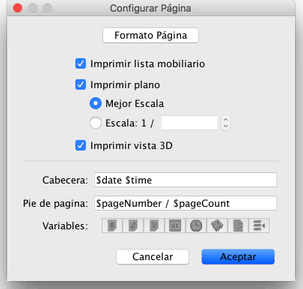 Configurar Página
Formato Página
Imprimir lista mobiliario
Imprimir plano
Mejor Escala
Escala: 1 /
Imprimir vista 3D
Cabecera: $date $time
Pie de pagina: $pageNumber / $pageCount
Variables:
Cancelar Aceptar